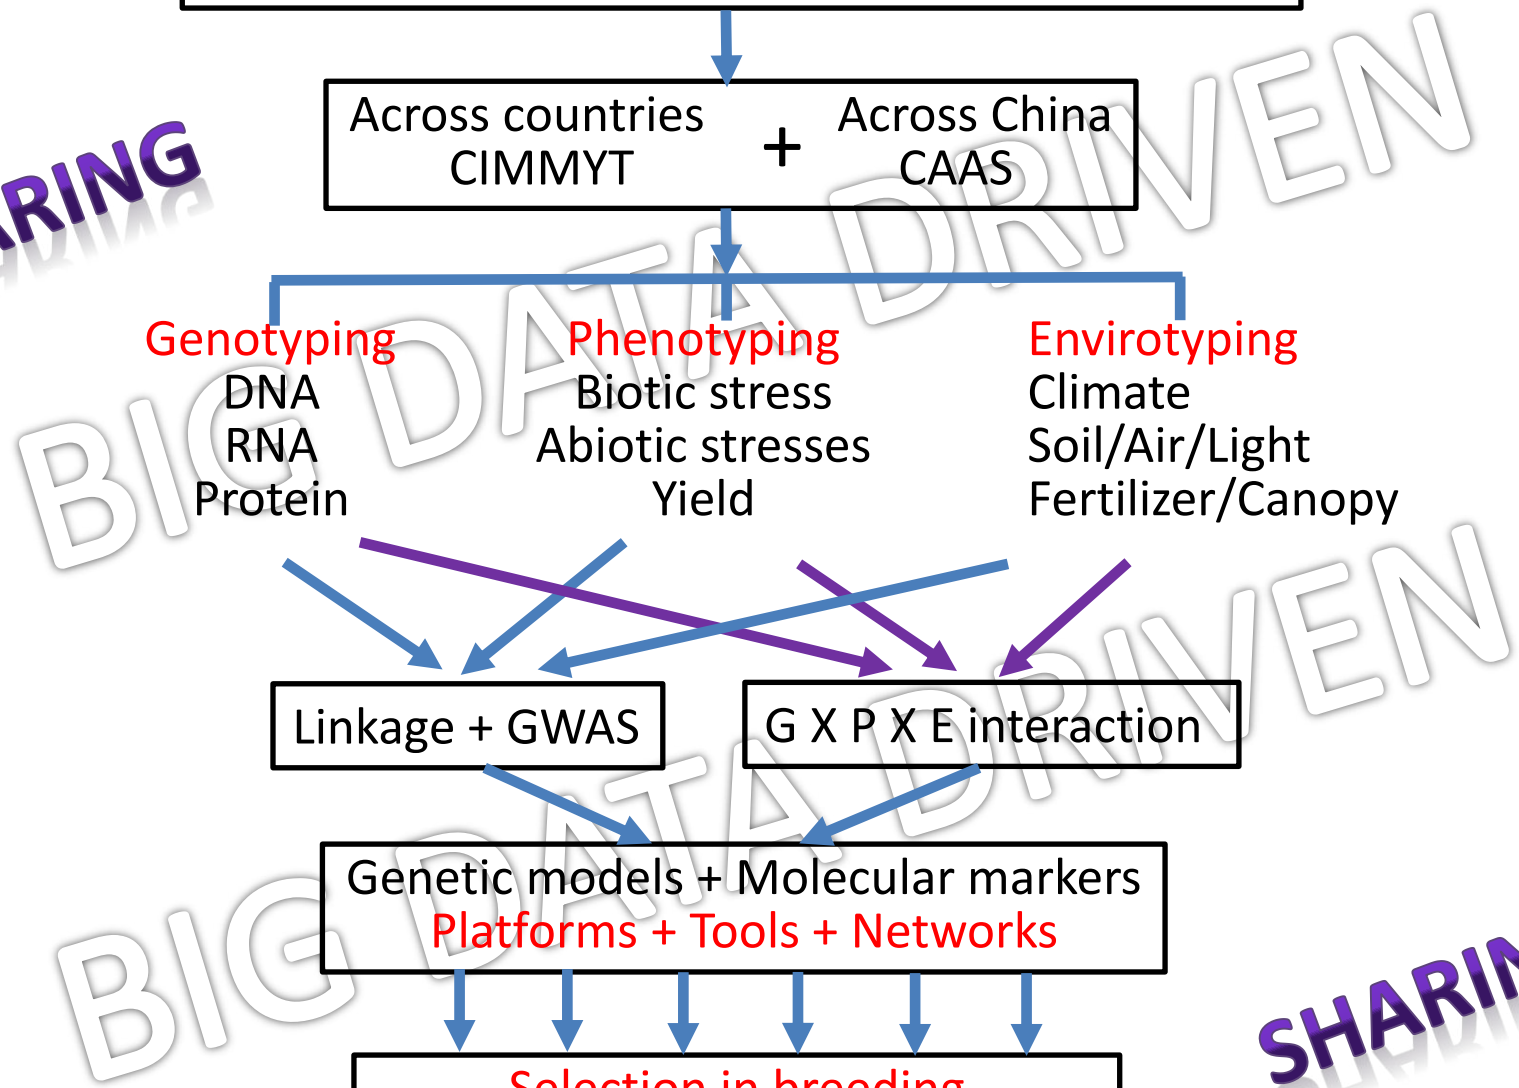 Across countries
CIMMYT
+
Across China
CAAS
RING
BIG DATA DRIVEN
Genotyping
DNA
RNA
Protein
Phenotyping
Biotic stress
Abiotic stresses
Yield
Envirotyping
Climate
Soil/Air/Light
Fertilizer/Canopy
Linkage + GWAS
G X P X E interaction
BIG DATA DRIVEN
Genetic models + Molecular markers
Platforms + Tools + Networks
SHARIN
Selection in breeding